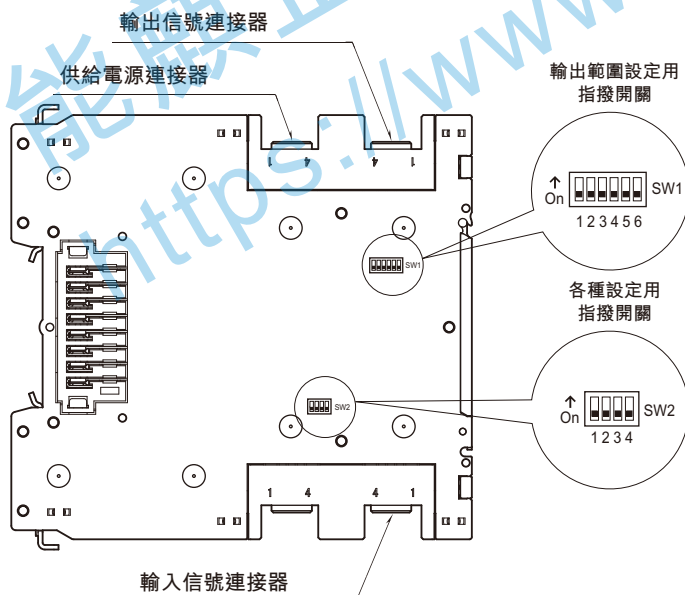 輸出信號連接器
供給電源連接器
輸出範圍設定用
指撥開關
↑
On
SW1
1 2 3 4 5 6
各種設定用
指撥開關
↑
On
SW2
1 2 3 4
1 4 4 1
SW1
SW2
1 4 4 1
輸入信號連接器
能顧
https://www.